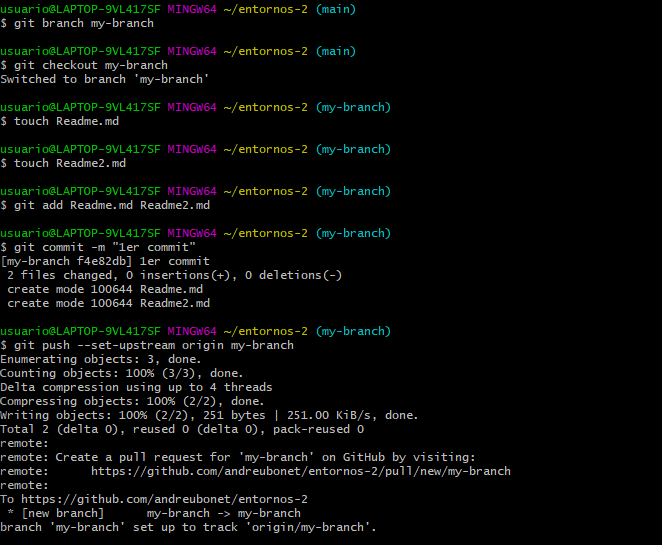 usuario@LAPTOP-9VL417SF MINGW64 ~/entornos-2 (main)
$ git branch my-branch
usuario@LAPTOP-9VL417SF MINGW64 ~/entornos-2 (main)
$ git checkout my-branch
Switched to branch 'my-branch'
usuario@LAPTOP-9VL417SF MINGW64 ~/entornos-2 (my-branch)
$ touch Readme.md
usuario@LAPTOP-9VL417SF MINGW64 ~/entornos-2 (my-branch)
$ touch Readme2.md
usuario@LAPTOP-9VL417SF MINGW64 ~/entornos-2 (my-branch)
$ git add Readme.md Readme2.md
usuario@LAPTOP-9VL417SF MINGW64 ~/entornos-2 (my-branch)
$ git commit -m "1er commit"
[my-branch f4e82db] 1er commit
 2 files changed, 0 insertions(+), 0 deletions(-)
 create mode 100644 Readme.md
 create mode 100644 Readme2.md
usuario@LAPTOP-9VL417SF MINGW64 ~/entornos-2 (my-branch)
$ git push --set-upstream origin my-branch
Enumerating objects: 3, done.
Counting objects: 100% (3/3), done.
Delta compression using up to 4 threads
Compressing objects: 100% (2/2), done.
Writing objects: 100% (2/2), 251 bytes | 251.00 KiB/s, done.
Total 2 (delta 0), reused 0 (delta 0), pack-reused 0
remote:
remote: Create a pull request for 'my-branch' on GitHub by visiting:
remote:      https://github.com/andreubonet/entornos-2/pull/new/my-branch
remote:
To https://github.com/andreubonet/entornos-2
 * [new branch]      my-branch -> my-branch
branch 'my-branch' set up to track 'origin/my-branch'.